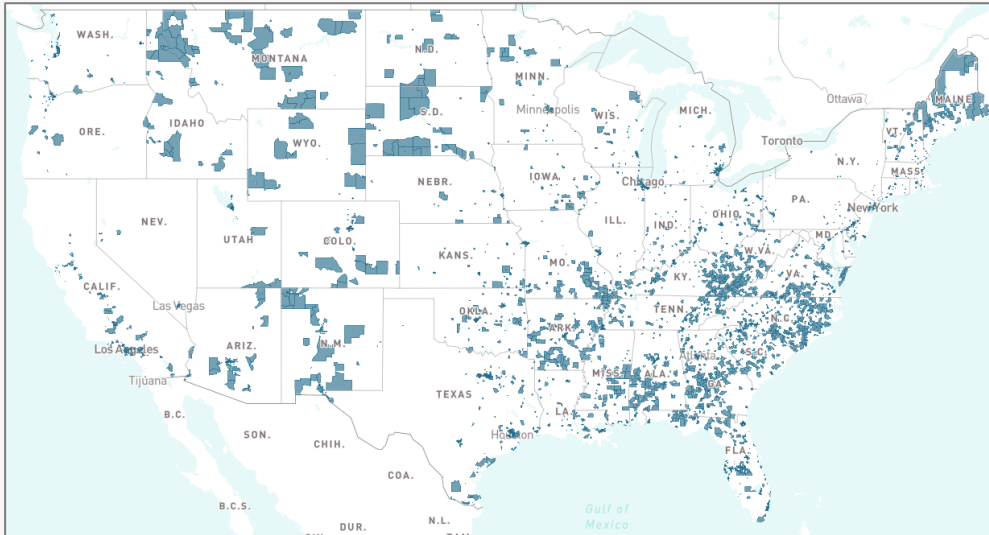 WASH.
MONTANA
N.D.
MINN.
Ottawa
MAINE
Minneapolis
S.D.
ORE.
IDAHO
WIS.
MICH.
VT.
Toronto
WYO.
N.Y.
MASS.
IOWA
Chicago
NEBR.
PA.
New York
NEV.
UTAH
COLO.
ILL.
IND.
OHIO
MD.
KANS.
MO.
W.VA.
KY.
VA.
CALIF.
Las Vegas
OKLA.
TENN.
N.C.
ARK.
Los Angeles
ARIZ.
N.M.
Atlanta
S.C.
Tijuana
MISS.
ALA.
GA.
TEXAS
B.C.
LA.
SON.
Houston
CHIH.
FLA.
COA.
B.C.S.
Gulf of
Mexico
N.L.
DUR.